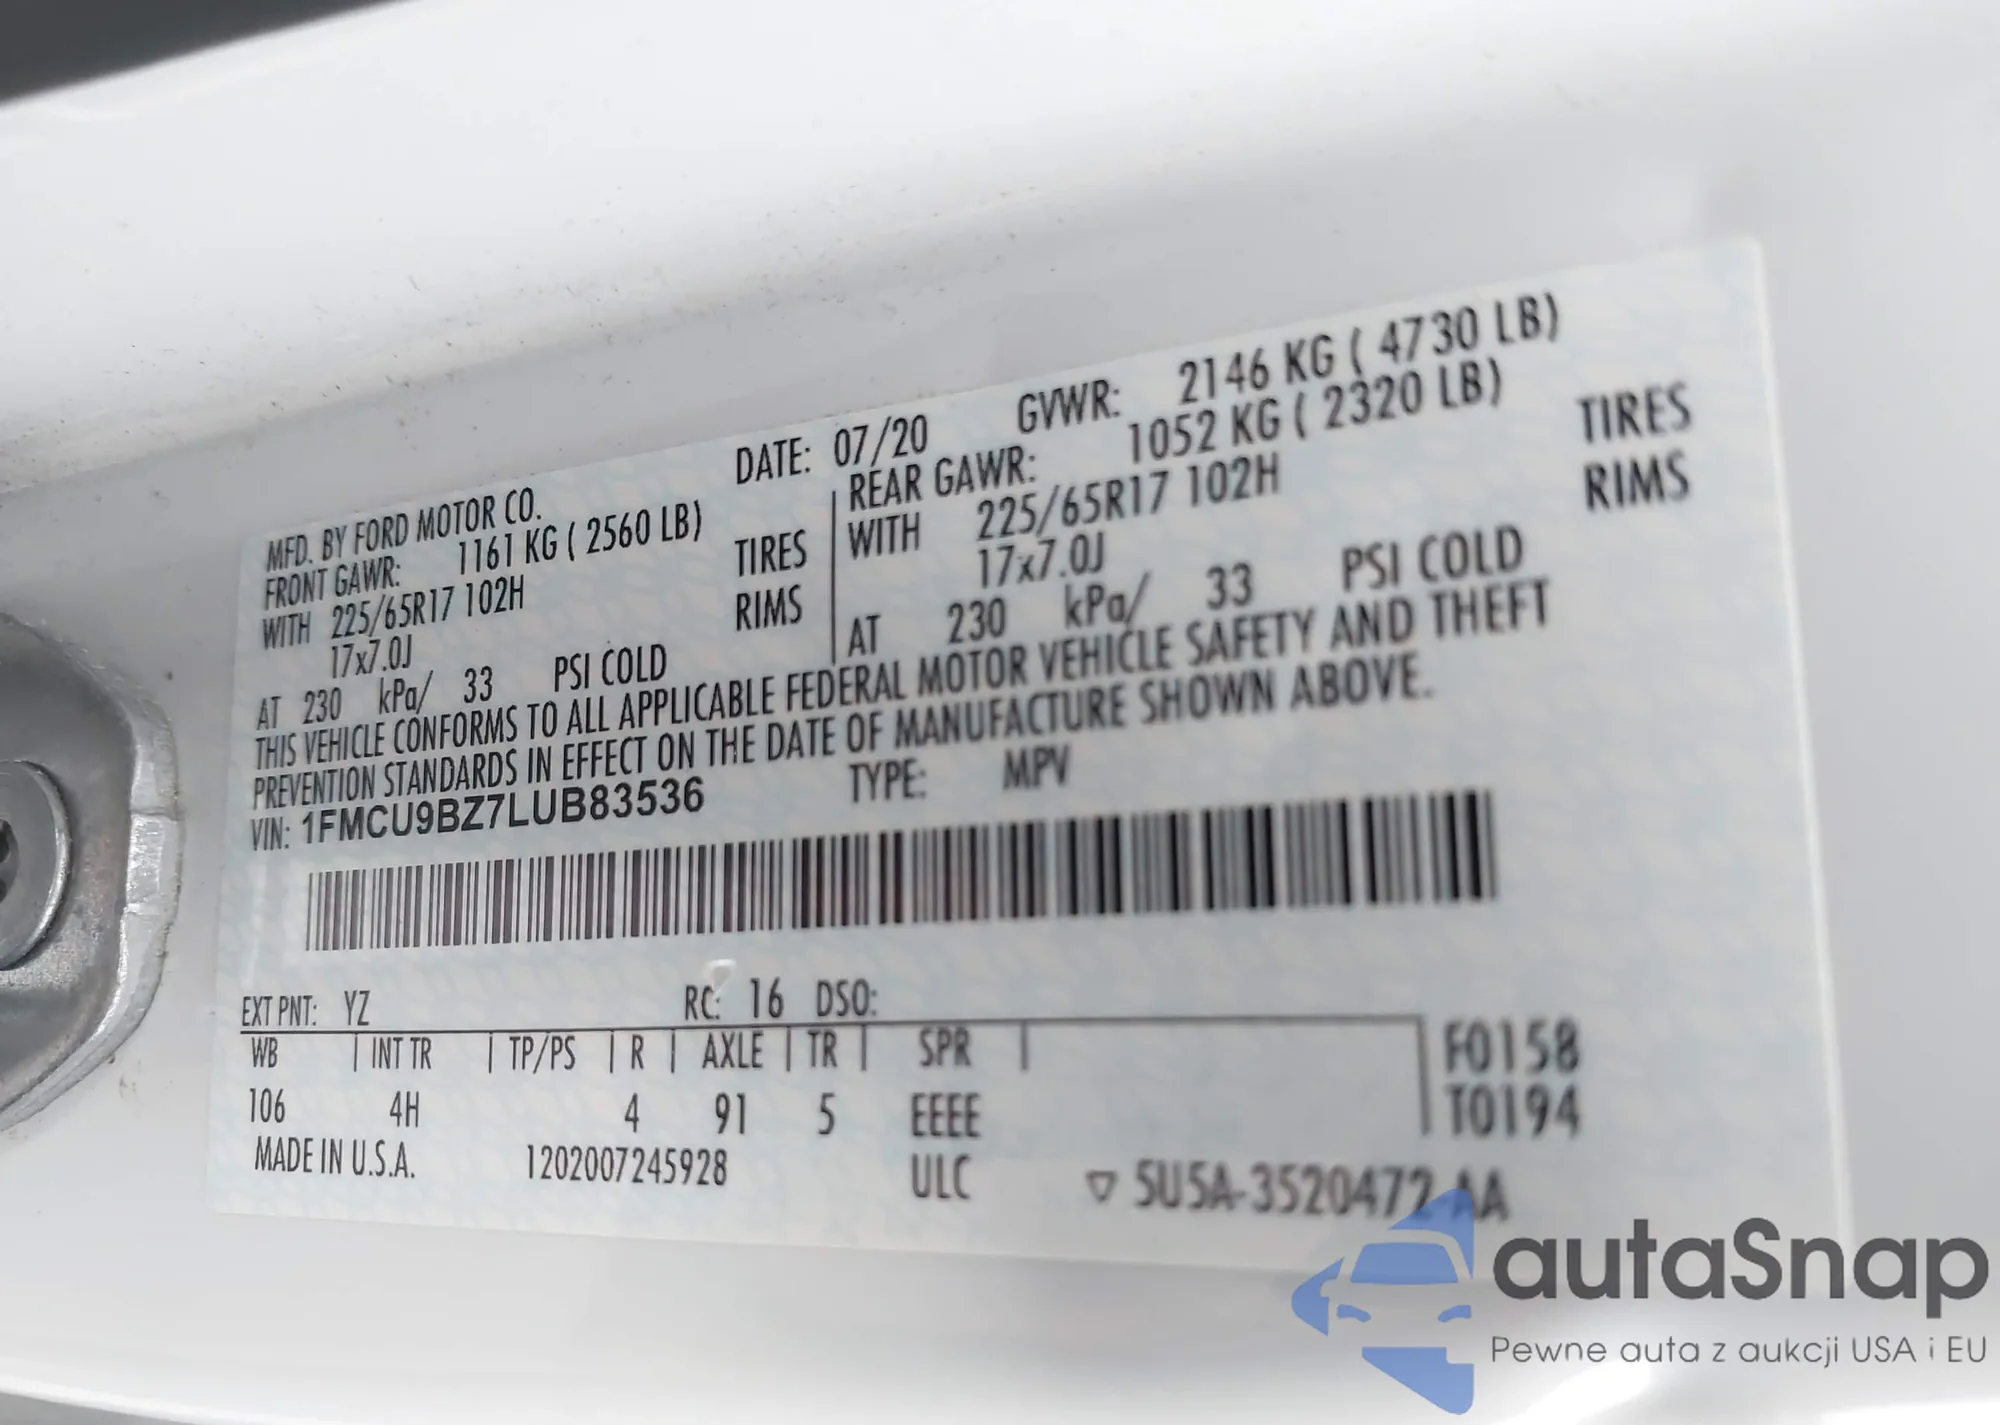 MFD. BY FORD MOTOR CO. DATE: 07/20 GVWR: 2146 KG ( 4730 LB)
FRONT GAWR: 1161 KG ( 2560 LB) REAR GAWR: 1052 KG ( 2320 LB)
WITH 225/65R17 102H TIRES WITH 225/65R17 102H TIRES
17x7.0J RIMS 17x7.0J RIMS
AT 230 kPa/ 33 PSI COLD AT 230 kPa/ 33 PSI COLD
THIS VEHICLE CONFORMS TO ALL APPLICABLE FEDERAL MOTOR VEHICLE SAFETY AND THEFT
PREVENTION STANDARDS IN EFFECT ON THE DATE OF MANUFACTURE SHOWN ABOVE.
VIN: 1FMCU9BZ7LUB83536 TYPE: MPV
EXT PNT: YZ RC: 16 DSO:
WB | INT TR | TP/PS | R | AXLE | TR | SPR | F0158
106 4H 4 91 5 EEEE T0194
MADE IN U.S.A. 1202007245928 ULC ▽ 5U5A-3520472-AA
autaSnap
Pewne auta z aukcji USA i EU